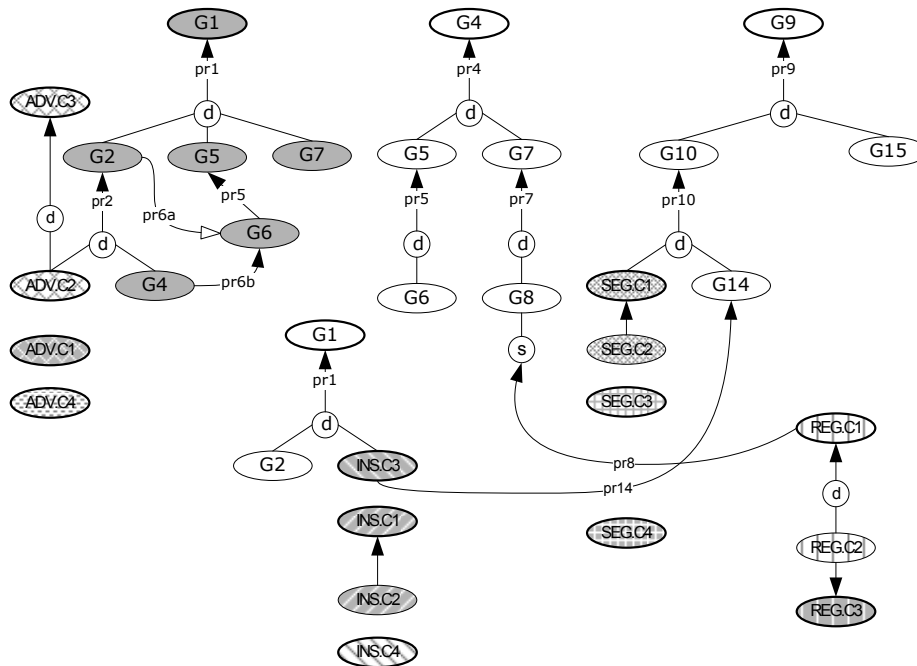 G1
G4
G9
pr1
pr4
pr9
ADV.C3
d
d
d
G2
G5
G7
G5
G7
G10
G15
pr2
pr6a
pr5
pr5
pr7
pr10
d
G6
d
d
d
d
ADV.C2
G4
pr6b
G6
G8
SEG.C1
G14
G1
s
ADV.C1
SEG.C2
pr1
ADV.C4
SEG.C3
d
REG.C1
G2
INS.C3
pr8
pr14
d
INS.C1
SEG.C4
REG.C2
INS.C2
REG.C3
INS.C4